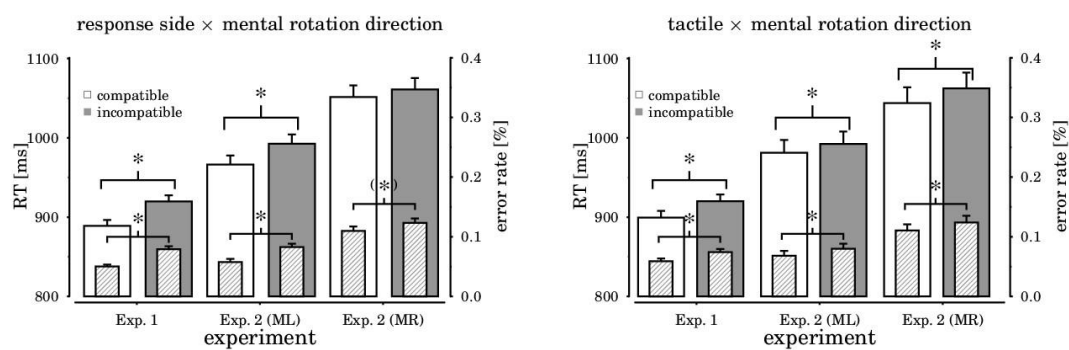 response side × mental rotation direction
1100
1000
900
800
RT [ms]
compatible
incompatible
*
*
*
*
(*)
0.4
0.3
0.2
0.1
0.0
error rate [%]
Exp. 1
Exp. 2 (ML)
Exp. 2 (MR)
experiment
tactile × mental rotation direction
1100
1000
900
800
RT [ms]
compatible
incompatible
*
*
*
*
*
*
0.4
0.3
0.2
0.1
0.0
error rate [%]
Exp. 1
Exp. 2 (ML)
Exp. 2 (MR)
experiment